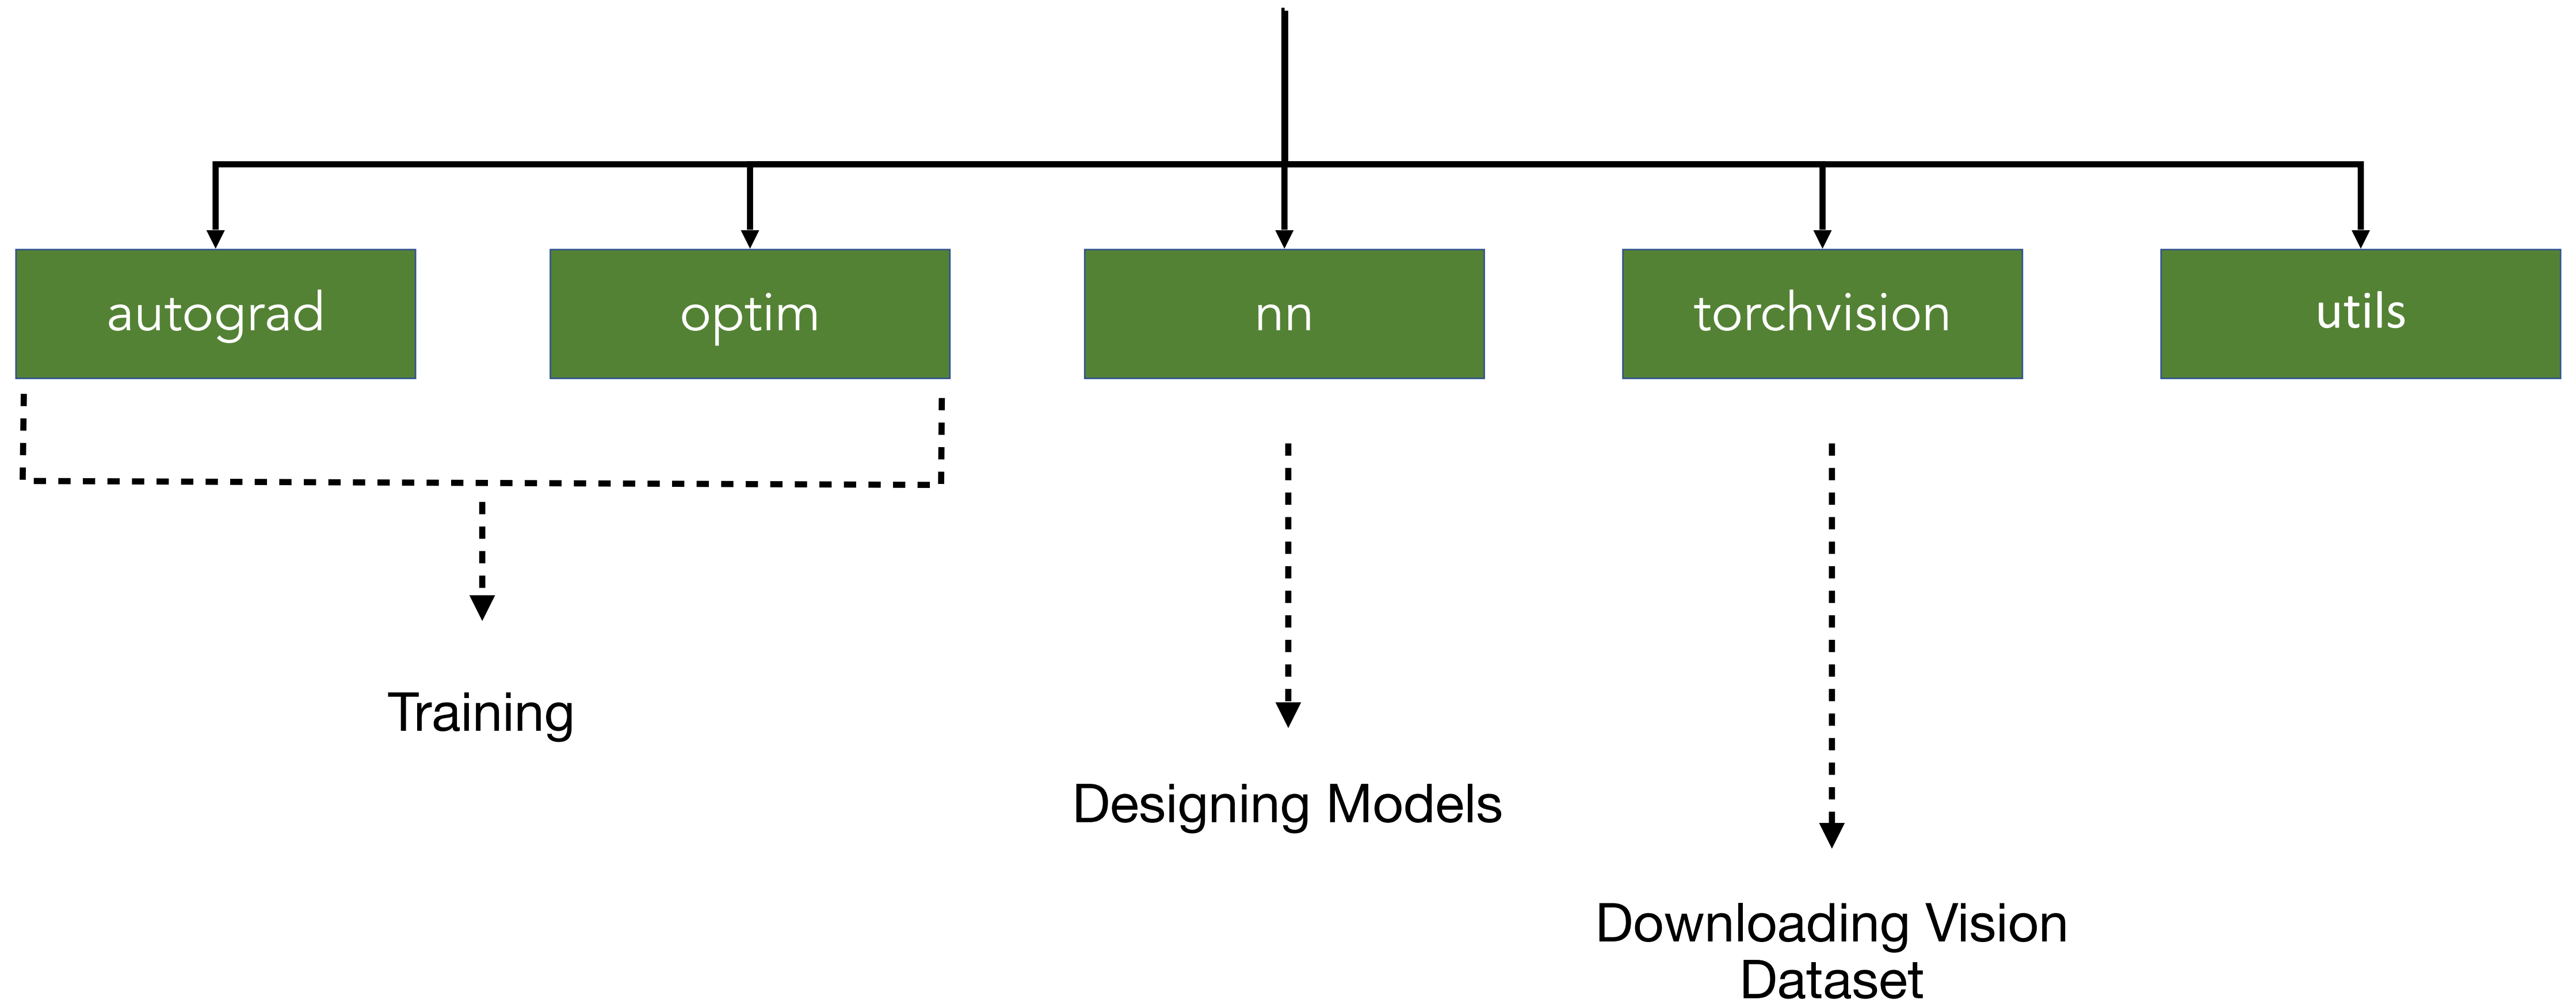 autograd
optim
nn
torchvision
utils
Training
Designing Models
Downloading Vision
Dataset